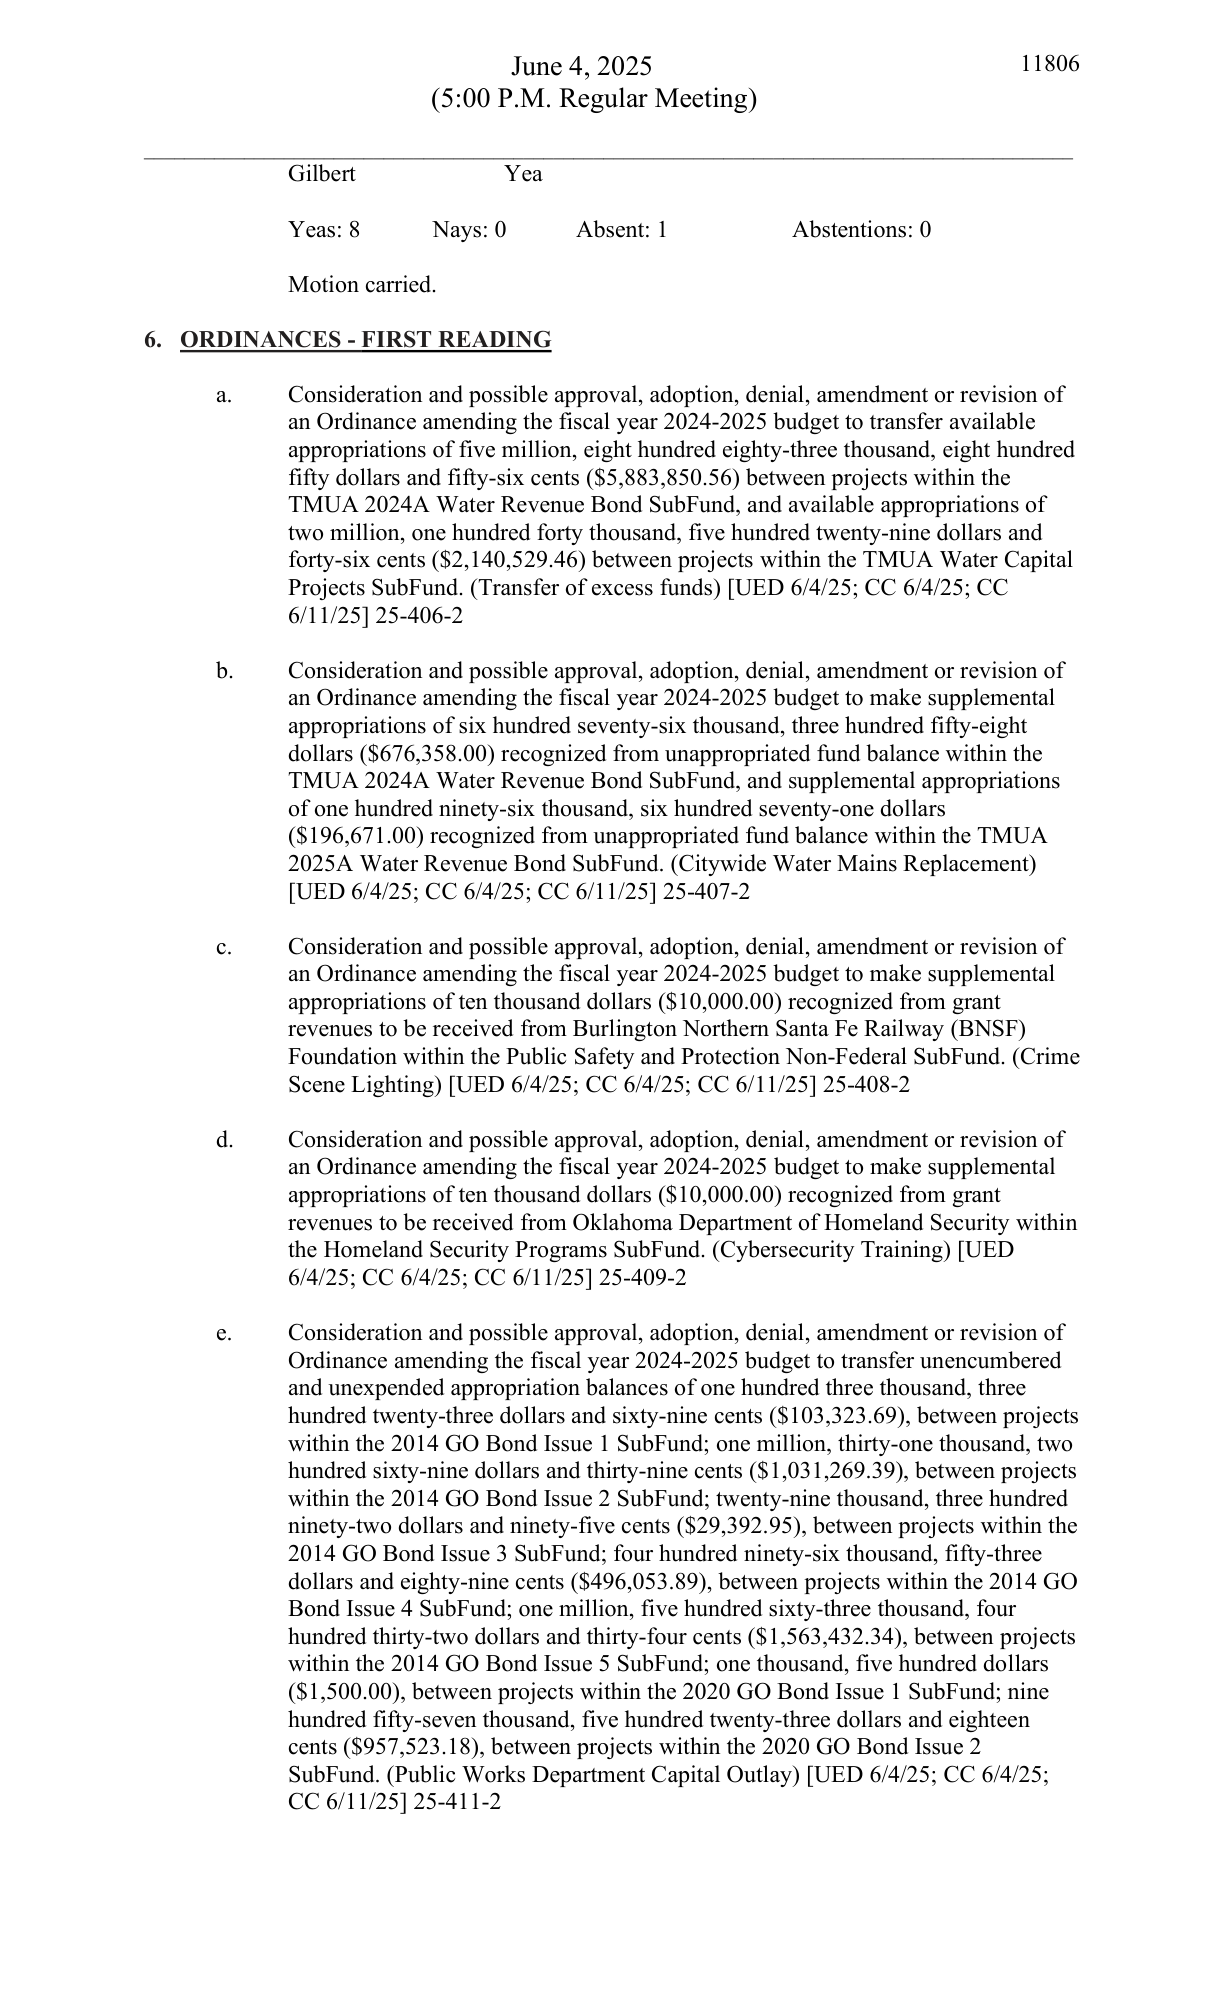 June 4, 2025 11806
(5:00 P.M. Regular Meeting)
Gilbert Yea
Yeas: 8 Nays: 0 Absent: 1 Abstentions: 0
Motion carried.
6. ORDINANCES - FIRST READING
a. Consideration and possible approval, adoption, denial, amendment or revision of
an Ordinance amending the fiscal year 2024-2025 budget to transfer available
appropriations of five million, eight hundred eighty-three thousand, eight hundred
fifty dollars and fifty-six cents ($5,883,850.56) between projects within the
TMUA 2024A Water Revenue Bond SubFund, and available appropriations of
two million, one hundred forty thousand, five hundred twenty-nine dollars and
forty-six cents ($2,140,529.46) between projects within the TMUA Water Capital
Projects SubFund. (Transfer of excess funds) [UED 6/4/25; CC 6/4/25; CC
6/11/25] 25-406-2
b. Consideration and possible approval, adoption, denial, amendment or revision of
an Ordinance amending the fiscal year 2024-2025 budget to make supplemental
appropriations of six hundred seventy-six thousand, three hundred fifty-eight
dollars ($676,358.00) recognized from unappropriated fund balance within the
TMUA 2024A Water Revenue Bond SubFund, and supplemental appropriations
of one hundred ninety-six thousand, six hundred seventy-one dollars
($196,671.00) recognized from unappropriated fund balance within the TMUA
2025A Water Revenue Bond SubFund. (Citywide Water Mains Replacement)
[UED 6/4/25; CC 6/4/25; CC 6/11/25] 25-407-2
c. Consideration and possible approval, adoption, denial, amendment or revision of
an Ordinance amending the fiscal year 2024-2025 budget to make supplemental
appropriations of ten thousand dollars ($10,000.00) recognized from grant
revenues to be received from Burlington Northern Santa Fe Railway (BNSF)
Foundation within the Public Safety and Protection Non-Federal SubFund. (Crime
Scene Lighting) [UED 6/4/25; CC 6/4/25; CC 6/11/25] 25-408-2
d. Consideration and possible approval, adoption, denial, amendment or revision of
an Ordinance amending the fiscal year 2024-2025 budget to make supplemental
appropriations of ten thousand dollars ($10,000.00) recognized from grant
revenues to be received from Oklahoma Department of Homeland Security within
the Homeland Security Programs SubFund. (Cybersecurity Training) [UED
6/4/25; CC 6/4/25; CC 6/11/25] 25-409-2
e. Consideration and possible approval, adoption, denial, amendment or revision of
Ordinance amending the fiscal year 2024-2025 budget to transfer unencumbered
and unexpended appropriation balances of one hundred three thousand, three
hundred twenty-three dollars and sixty-nine cents ($103,323.69), between projects
within the 2014 GO Bond Issue 1 SubFund; one million, thirty-one thousand, two
hundred sixty-nine dollars and thirty-nine cents ($1,031,269.39), between projects
within the 2014 GO Bond Issue 2 SubFund; twenty-nine thousand, three hundred
ninety-two dollars and ninety-five cents ($29,392.95), between projects within the
2014 GO Bond Issue 3 SubFund; four hundred ninety-six thousand, fifty-three
dollars and eighty-nine cents ($496,053.89), between projects within the 2014 GO
Bond Issue 4 SubFund; one million, five hundred sixty-three thousand, four
hundred thirty-two dollars and thirty-four cents ($1,563,432.34), between projects
within the 2014 GO Bond Issue 5 SubFund; one thousand, five hundred dollars
($1,500.00), between projects within the 2020 GO Bond Issue 1 SubFund; nine
hundred fifty-seven thousand, five hundred twenty-three dollars and eighteen
cents ($957,523.18), between projects within the 2020 GO Bond Issue 2
SubFund. (Public Works Department Capital Outlay) [UED 6/4/25; CC 6/4/25;
CC 6/11/25] 25-411-2